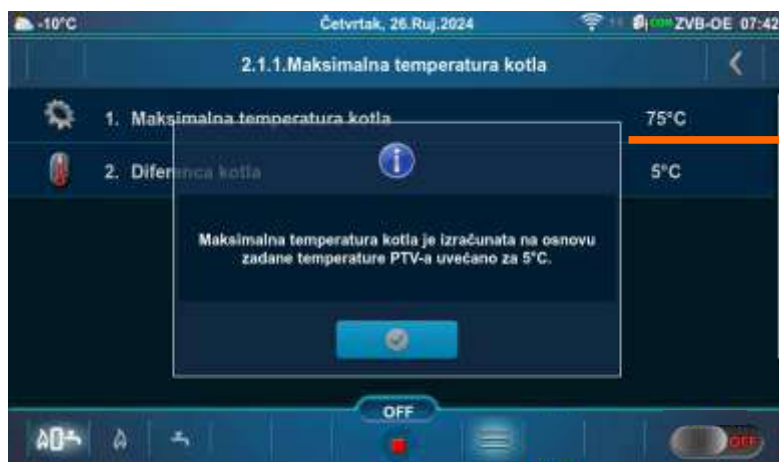 -10°C Četvrtak, 26.Ruj.2024 ZVB-OE 07:42
2.1.1.Maksimalna temperatura kotla
1. Maksimalna temperatura kotla 75°C
2. Diferenca kotla 5°C
Maksimalna temperatura kotla je izračunata na osnovu
zadane temperature PTV-a uvećano za 5°C.
OFF
OFF